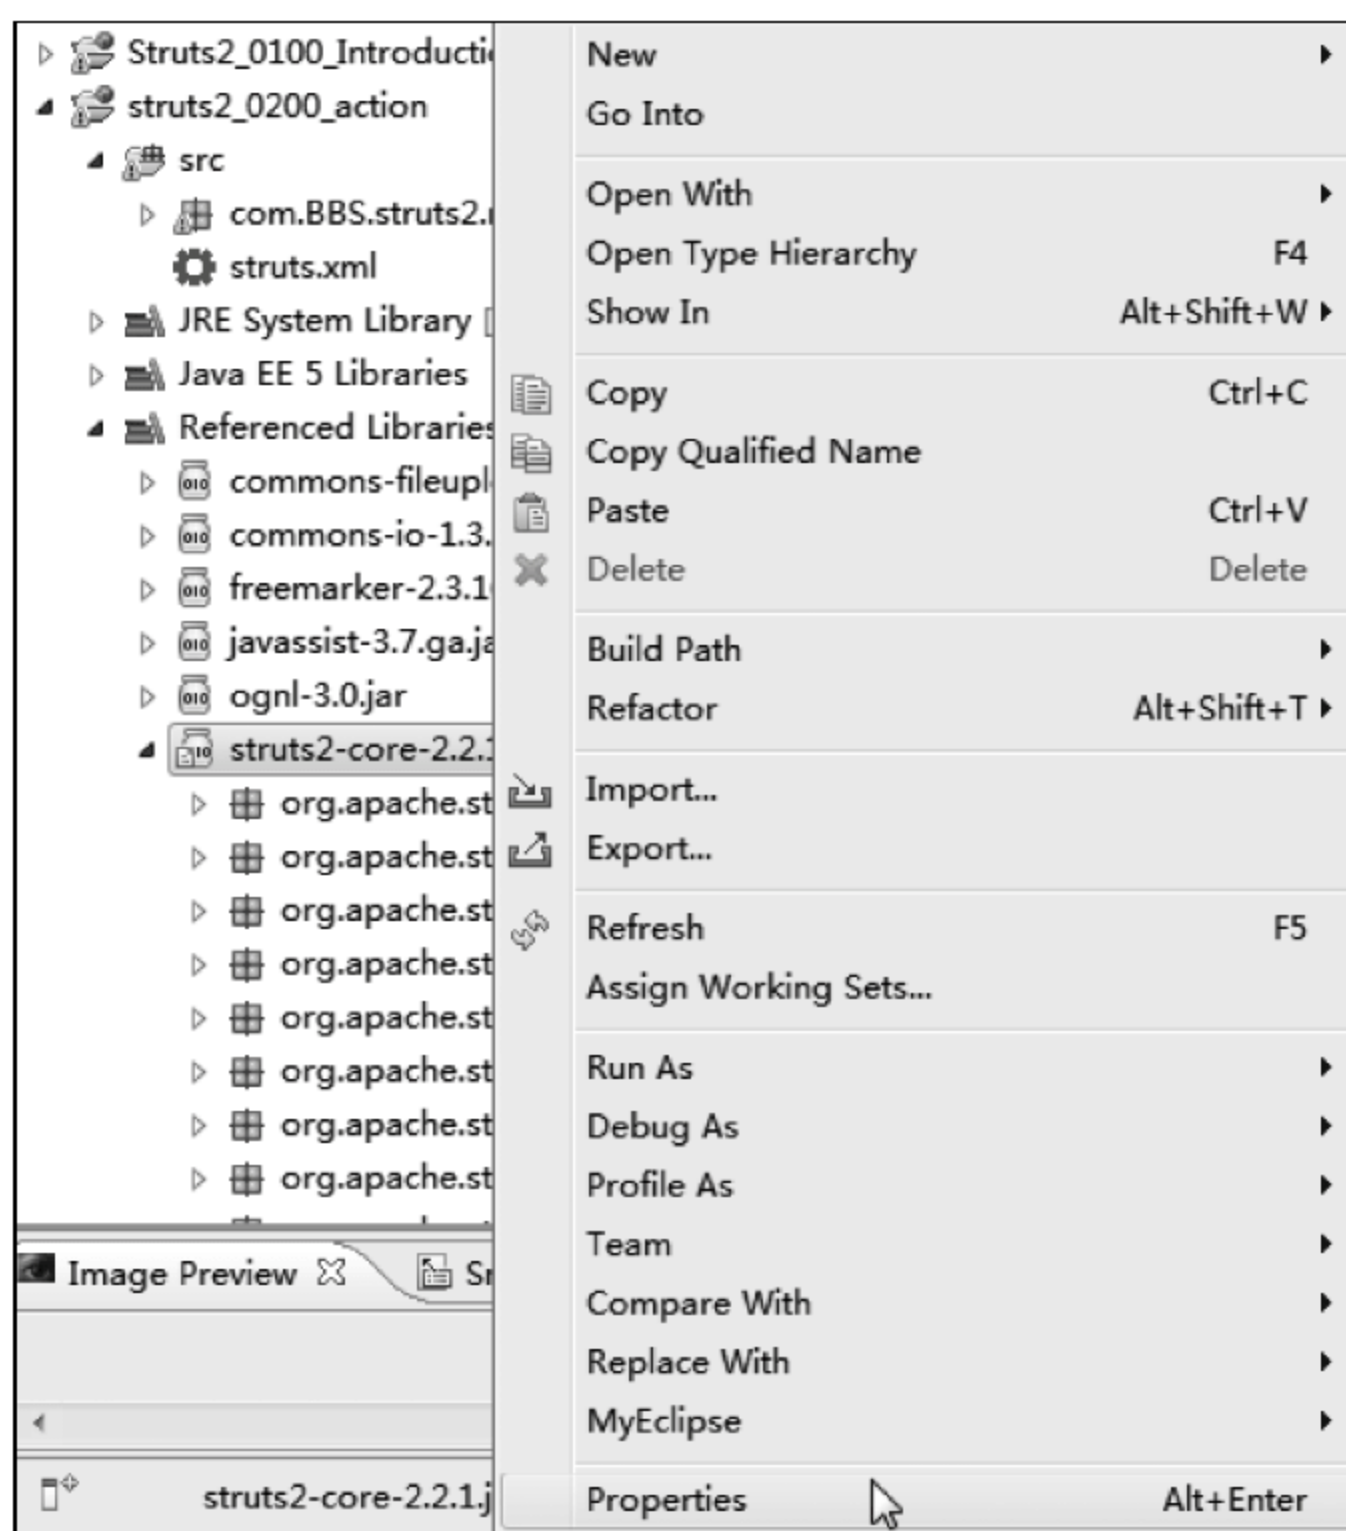 Struts2_0100_Introducti
struts2_0200_action
src
com.BBS.struts2.
struts.xml
JRE System Library [
Java EE 5 Libraries
Referenced Libraries
commons-fileupl
commons-io-1.3.
freemarker-2.3.1
javassist-3.7.ga.ja
ognl-3.0.jar
struts2-core-2.2.1
org.apache.st
org.apache.st
org.apache.st
org.apache.st
org.apache.st
org.apache.st
org.apache.st
org.apache.st
Image Preview
struts2-core-2.2.1.j
New
Go Into
Open With
Open Type Hierarchy F4
Show In Alt+Shift+W
Copy Ctrl+C
Copy Qualified Name
Paste Ctrl+V
Delete Delete
Build Path
Refactor Alt+Shift+T
Import...
Export...
Refresh F5
Assign Working Sets...
Run As
Debug As
Profile As
Team
Compare With
Replace With
MyEclipse
Properties Alt+Enter